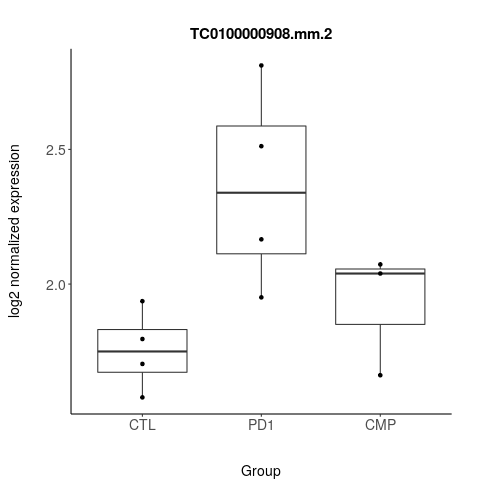 TC0100000908.mm.2
log2 normalized expression
2.5
2.0
CTL
PD1
CMP
Group